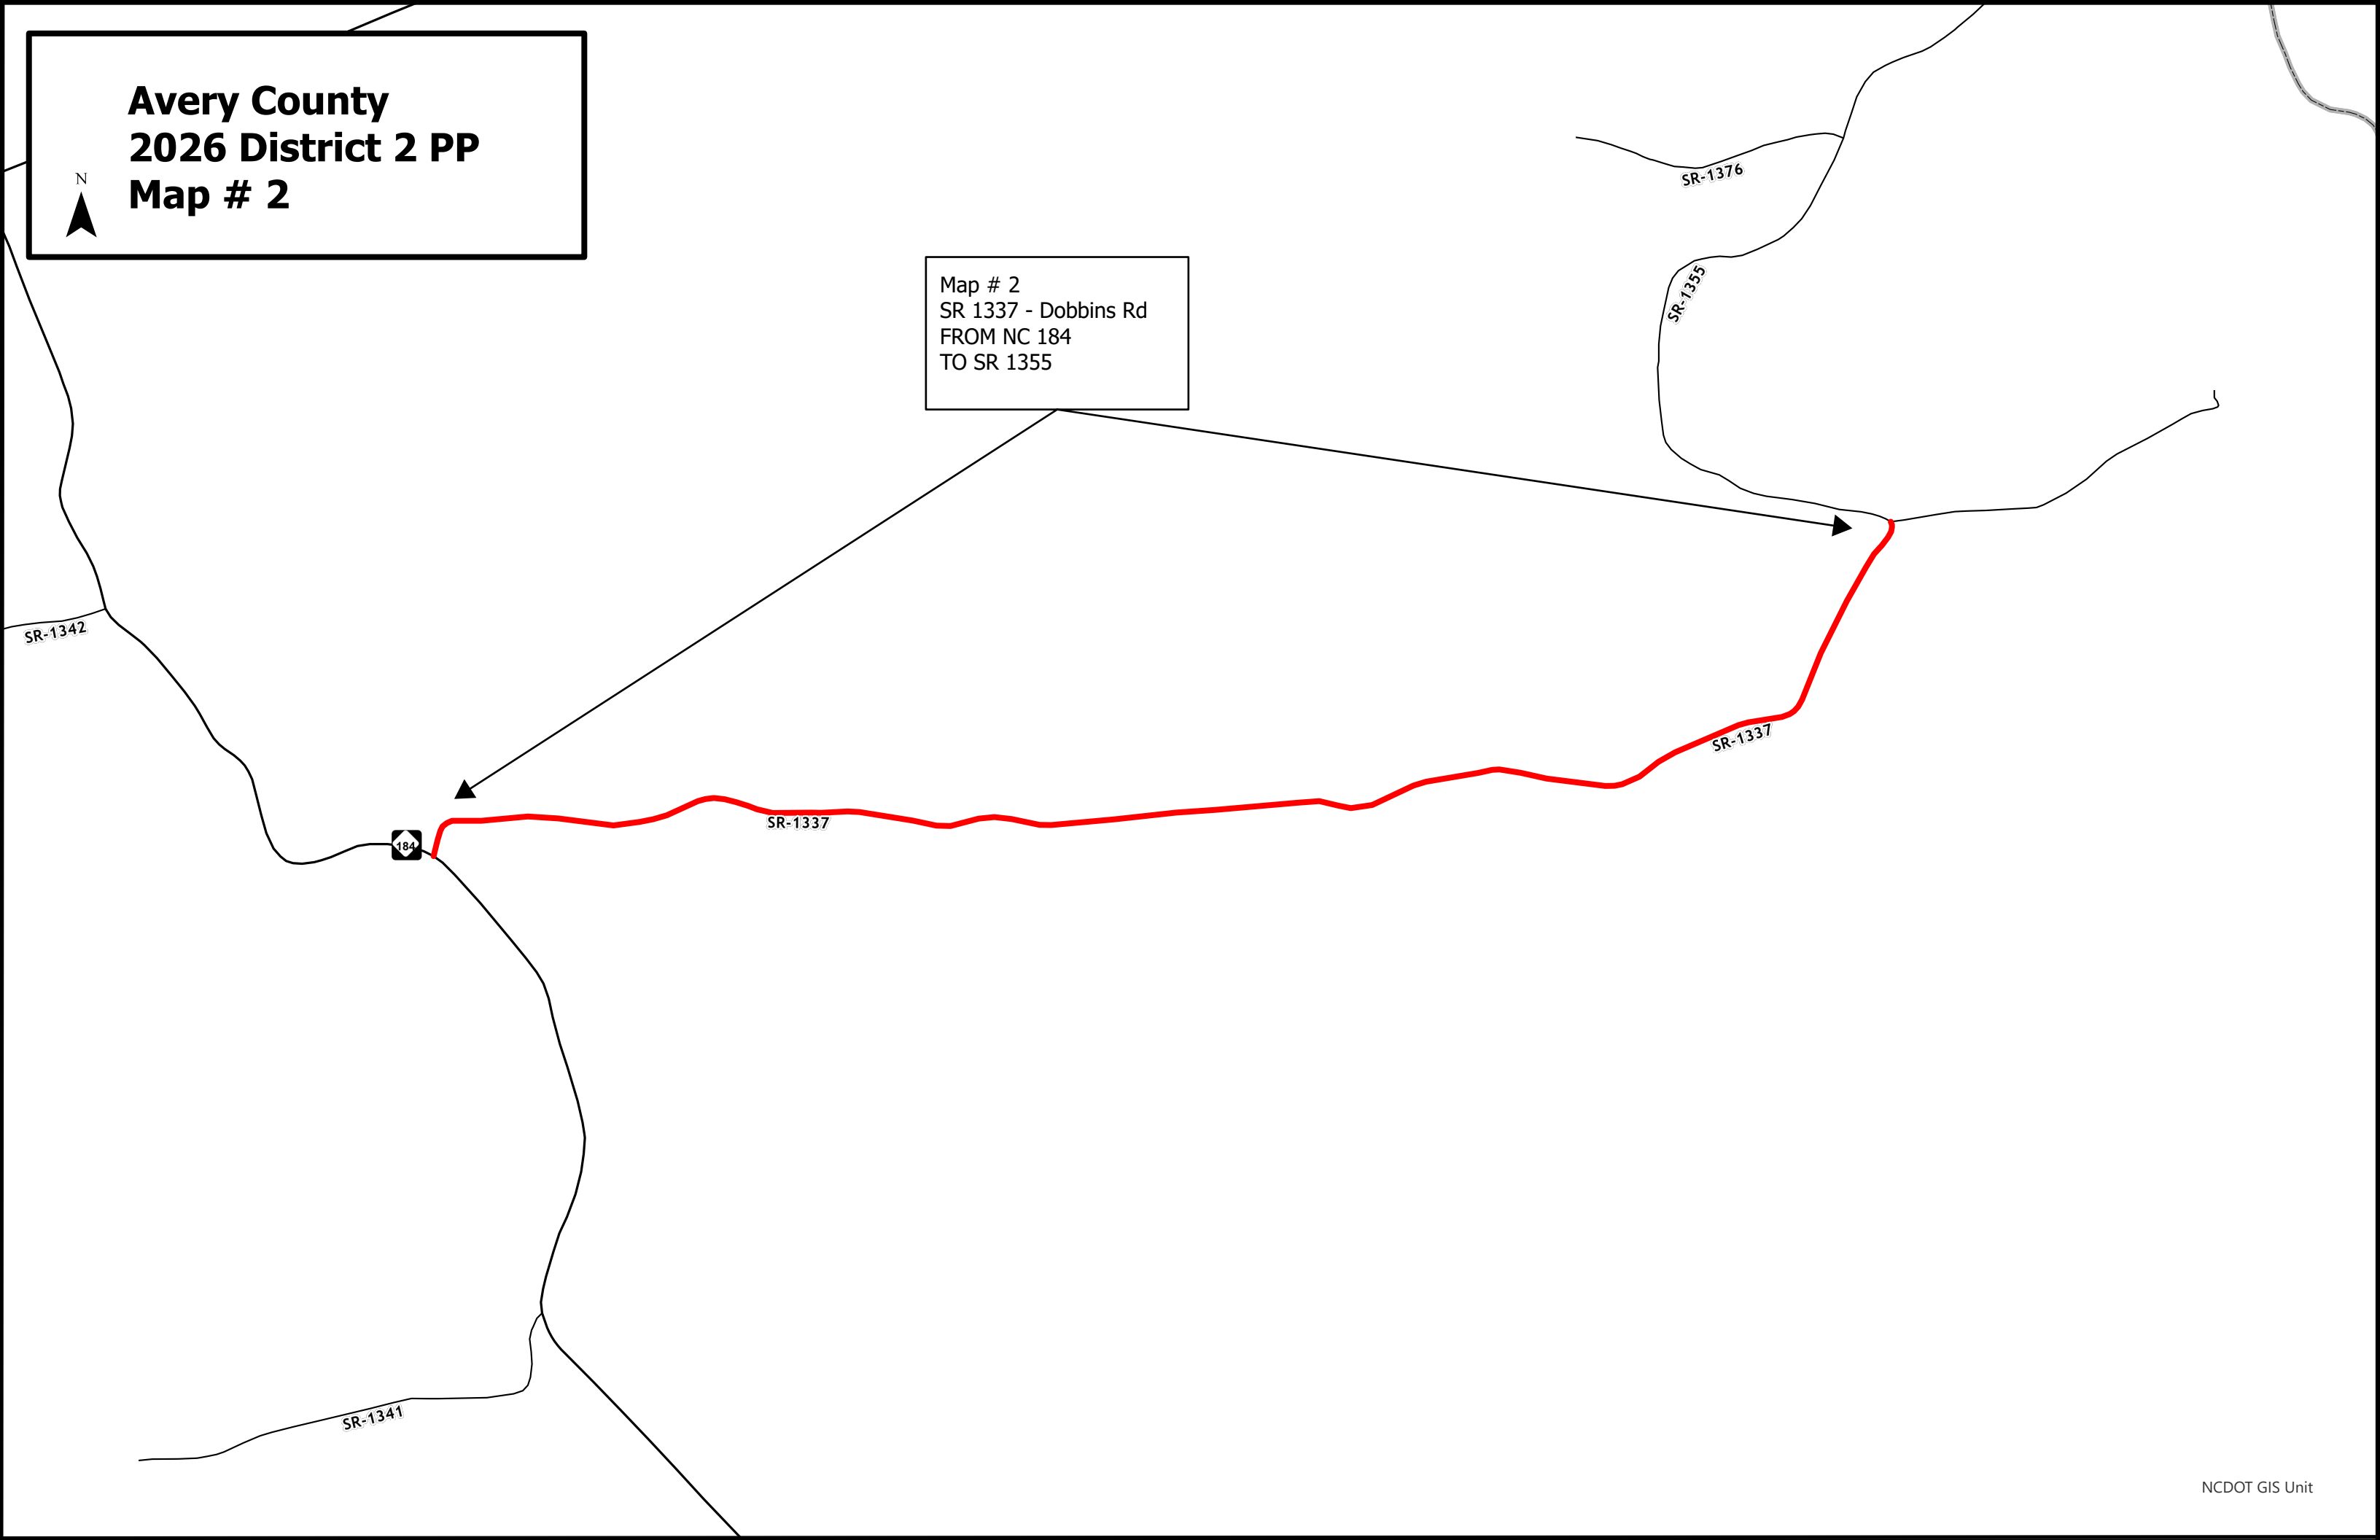 Avery County
2026 District 2 PP
Map # 2
N
SR-1376
Map # 2
SR 1337 - Dobbins Rd
FROM NC 184
TO SR 1355
SR-1355
SR-1342
SR-1337
SR-1337
184
SR-1341
NCDOT GIS Unit